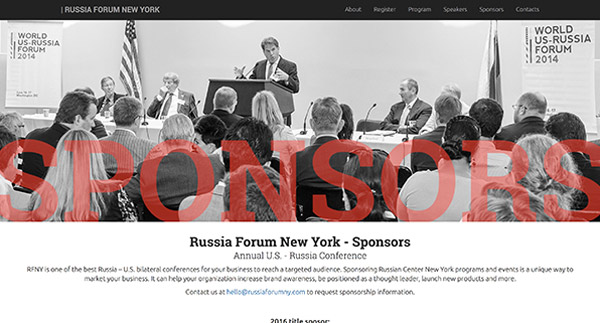 | RUSSIA FORUM NEW YORK
About Register Program Speakers Sponsors Contacts
WORLD
US-RUSSIA
FORUM
2014
WORLD
US-RUSSIA
FORUM
2014
SPONSORS
Russia Forum New York - Sponsors
Annual U.S. - Russia Conference
RFNY is one of the best Russia – U.S. bilateral conferences for your business to reach a targeted audience. Sponsoring Russian Center New York programs and events is a unique way to
market your business. It can help your organization increase brand awareness, be positioned as a thought leader, launch new products and more.
Contact us at hello@russiaforumny.com to request sponsorship information.
2016 title sposor: